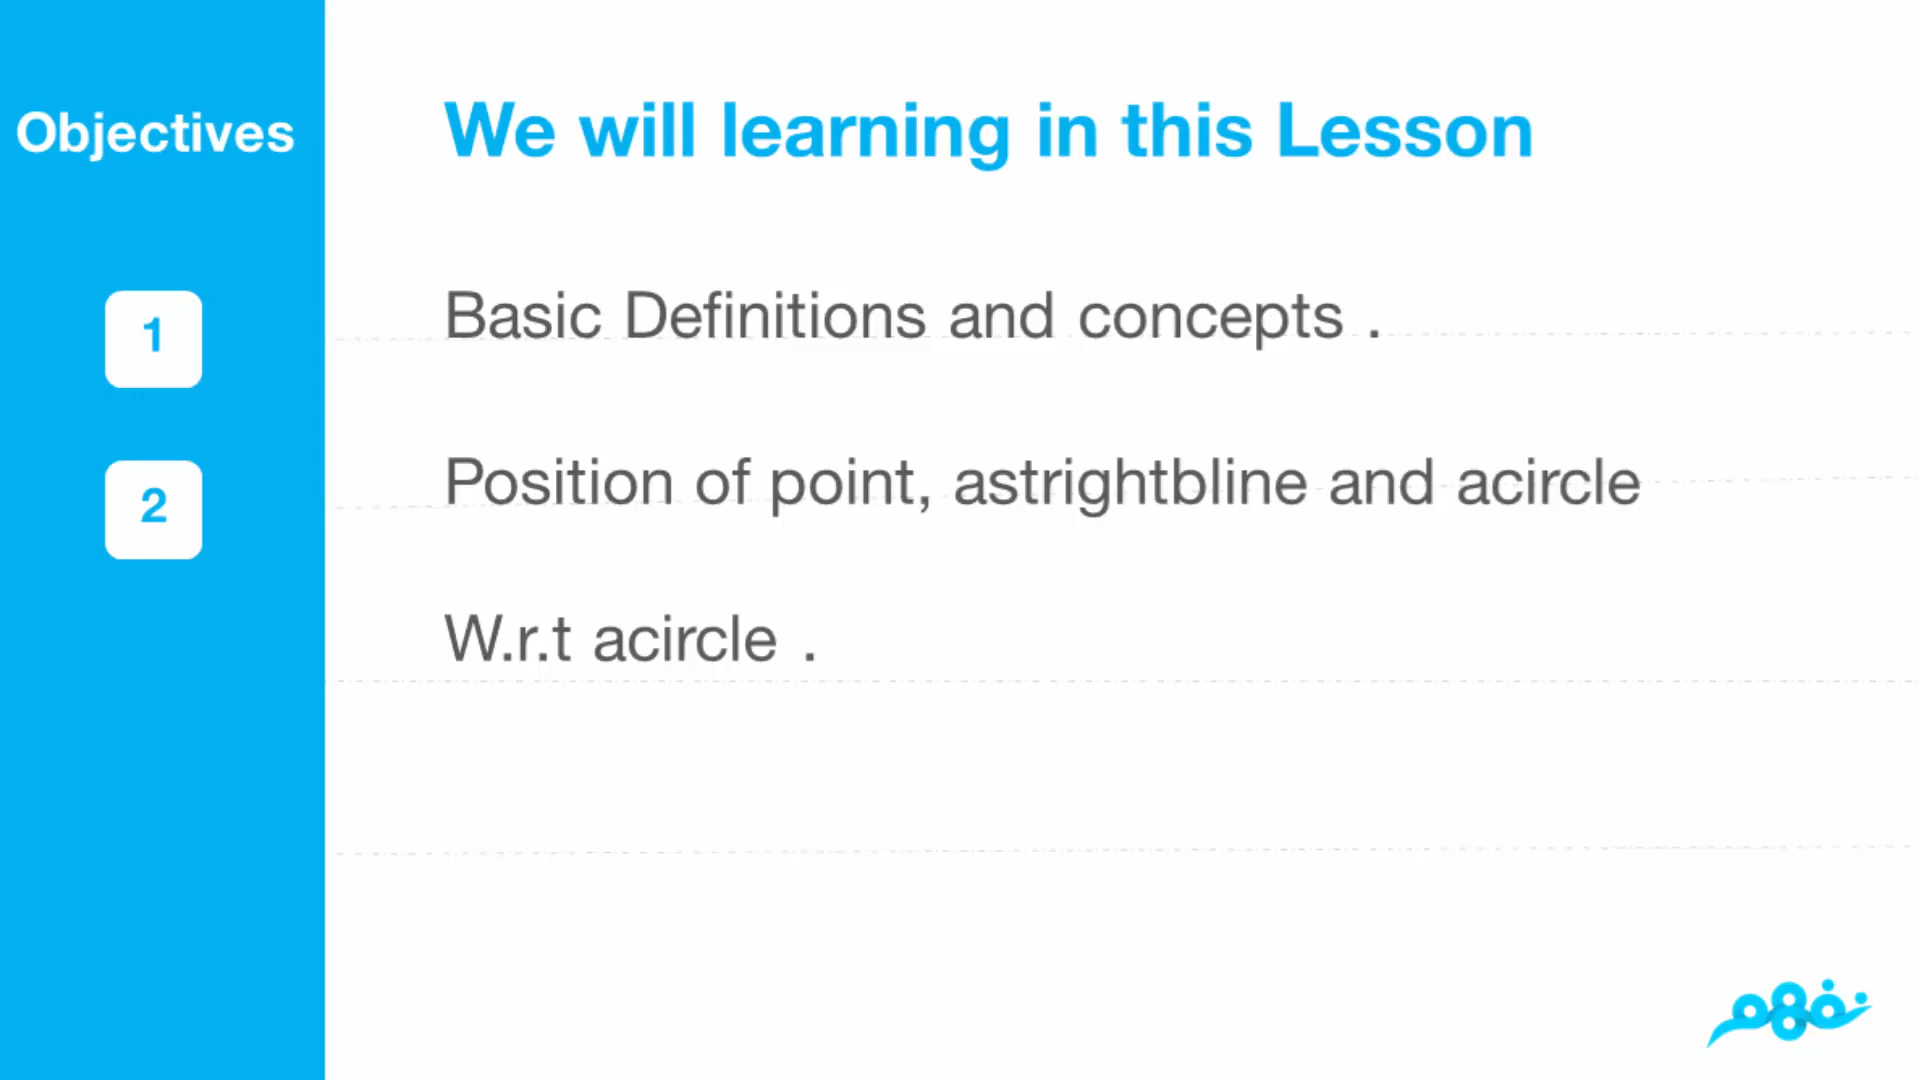 Objectives
We will learning in this Lesson
1
Basic Definitions and concepts .
2
Position of point, astrightbline and acircle
W.r.t acircle .
نفهم